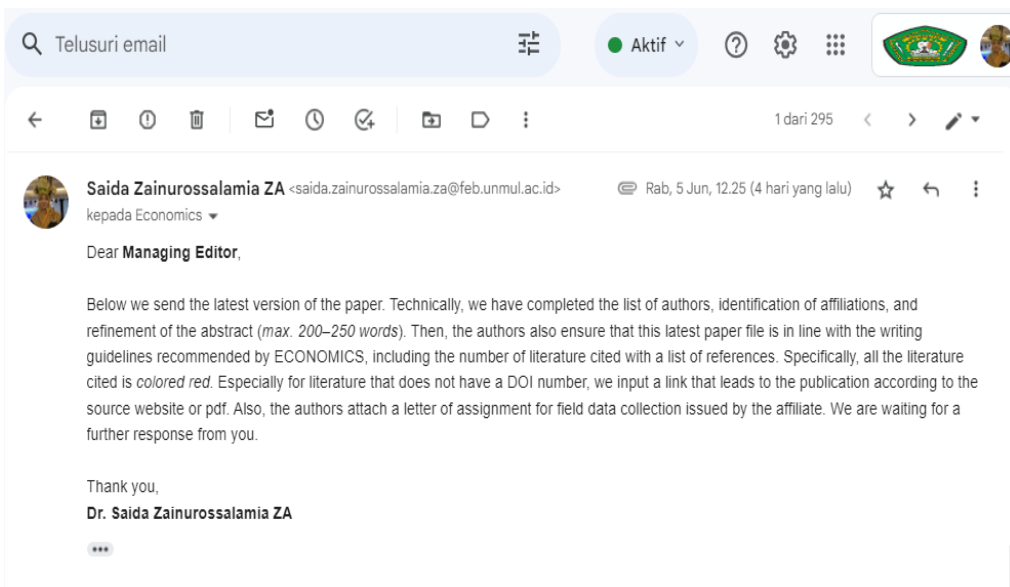 Telusuri email
Aktif
1 dari 295
Saida Zainurossalamia ZA <saida.zainurossalamia.za@feb.unmul.ac.id>
Rab, 5 Jun, 12.25 (4 hari yang lalu)
kepada Economics
Dear Managing Editor,
Below we send the latest version of the paper. Technically, we have completed the list of authors, identification of affiliations, and
refinement of the abstract (max. 200–250 words). Then, the authors also ensure that this latest paper file is in line with the writing
guidelines recommended by ECONOMICS, including the number of literature cited with a list of references. Specifically, all the literature
cited is colored red. Especially for literature that does not have a DOI number, we input a link that leads to the publication according to the
source website or pdf. Also, the authors attach a letter of assignment for field data collection issued by the affiliate. We are waiting for a
further response from you.
Thank you,
Dr. Saida Zainurossalamia ZA